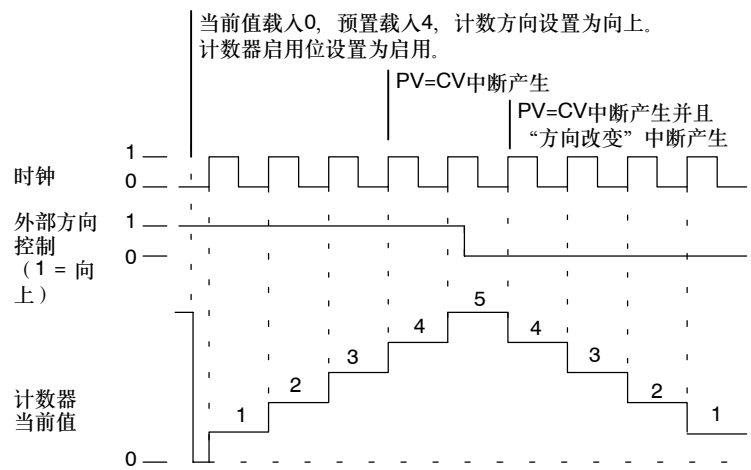 当前值载入0，预置载入4，计数方向设置为向上.
计数器启用位设置为启用。
PV=CV中断产生
PV=CV中断产生并且
“方向改变”中断产生
时钟
1
0
外部方向
控制
（1 = 向
上）
1
0
计数器
当前值
0
1
2
3
4
5
4
3
2
1